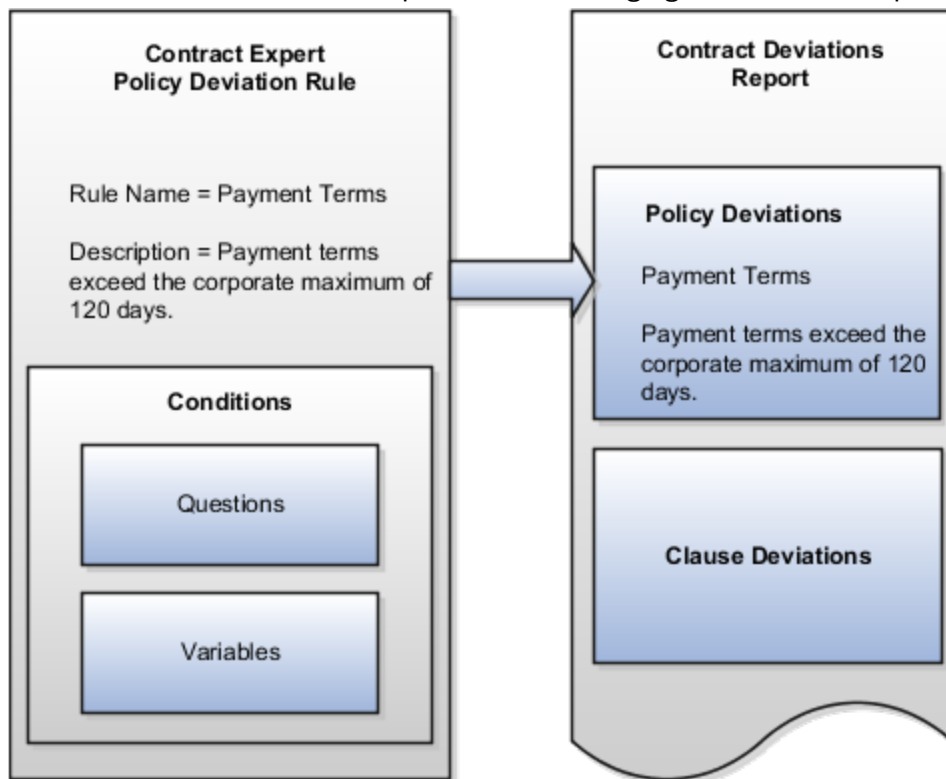 Contract Expert
Policy Deviation Rule
Rule Name = Payment Terms
Description = Payment terms
exceed the corporate maximum of
120 days.
Conditions
Questions
Variables
Contract Deviations
Report
Policy Deviations
Payment Terms
Payment terms exceed the
corporate maximum of 120
days.
Clause Deviations